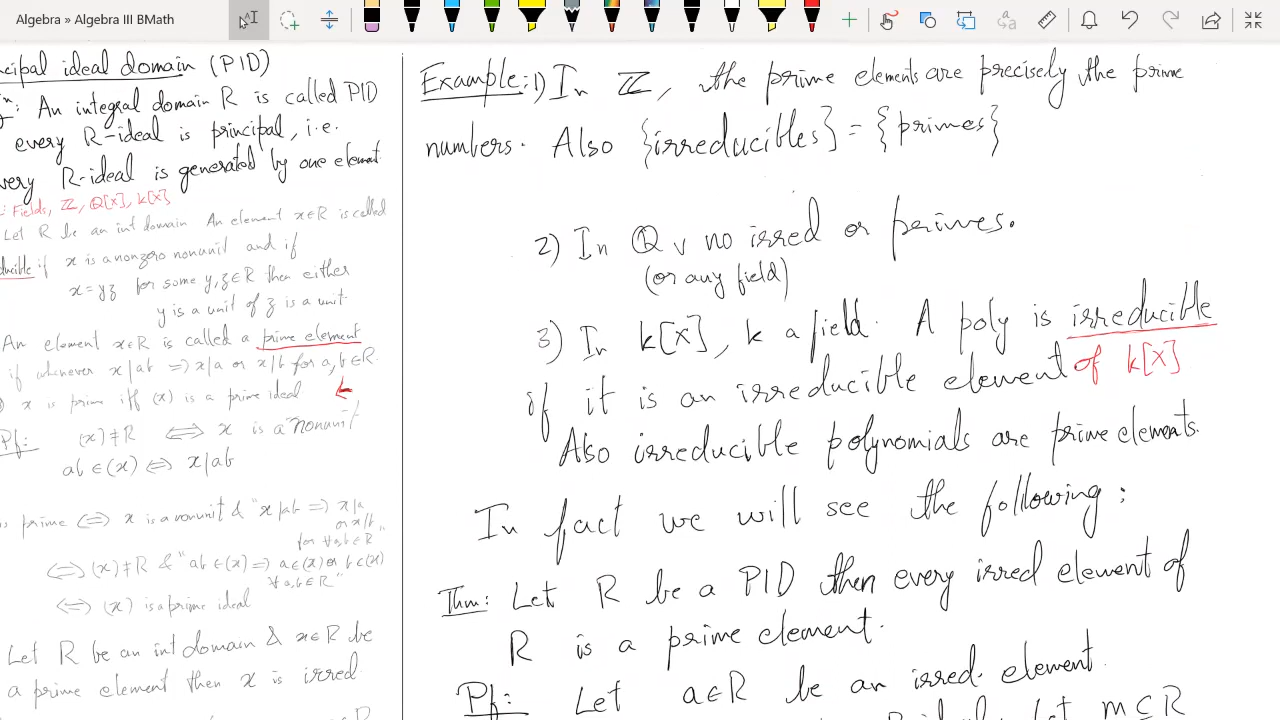 Algebra » Algebra III BMath
cipal ideal domain (PID)
: An integral domain R is called PID
every R-ideal is principal, i.e.
very R-ideal is generated by one element
: Fields, ℤ, ℚ[x], k[x]
Let R be an int domain An element x∈R is called
ducible if x is a nonzero nonunit and if
x=yz for some y,z∈R then either
y is a unit of z is a unit.
An element x∈R is called a prime element
if whenever x|ab => x|a or x|b for a,b∈R.
x is prime iff (x) is a prime ideal ←
Pf: (x)≠R <=> x is a nonunit
ab∈(x) <=> x|ab
prime <=> x is a nonunit & "x|ab => x|a
or x|b
for ∀a,b∈R"
<=> (x)≠R & "ab∈(x) => a∈(x) or b∈(x)
∀ a,b∈R"
<=> (x) is a prime ideal
Let R be an int domain & x∈R be
a prime element then x is irred
Example: 1) In ℤ, the prime elements are precisely the prime
numbers. Also {irreducibles} = {primes}
2) In ℚ no irred or primes.
(or any field)
3) In k[x], k a field. A poly is irreducible
if it is an irreducible element of k[x]
Also irreducible polynomials are prime elements.
In fact we will see the following:
Thm: Let R be a PID then every irred element of
R is a prime element.
Pf: Let a∈R be an irred. element.